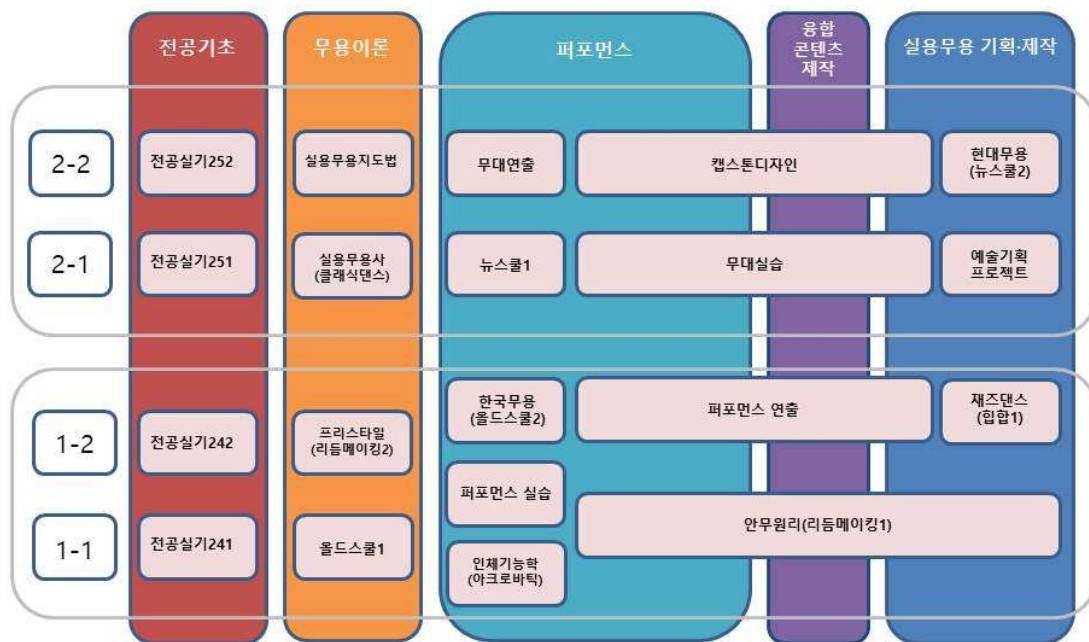 전공기초
무용이론
퍼포먼스
융합
콘텐츠
제작
실용무용 기획·제작
2-2
전공실기252
실용무용지도법
무대연출
캡스톤디자인
현대무용
(뉴스쿨2)
2-1
전공실기251
실용무용사
(클래식댄스)
뉴스쿨1
무대실습
예술기획
프로젝트
1-2
전공실기242
프리스타일
(리듬메이킹2)
한국무용
(올드스쿨2)
퍼포먼스 연출
재즈댄스
(힙합1)
퍼포먼스 실습
1-1
전공실기241
올드스쿨1
인체기능학
(아크로바틱)
안무원리(리듬메이킹1)